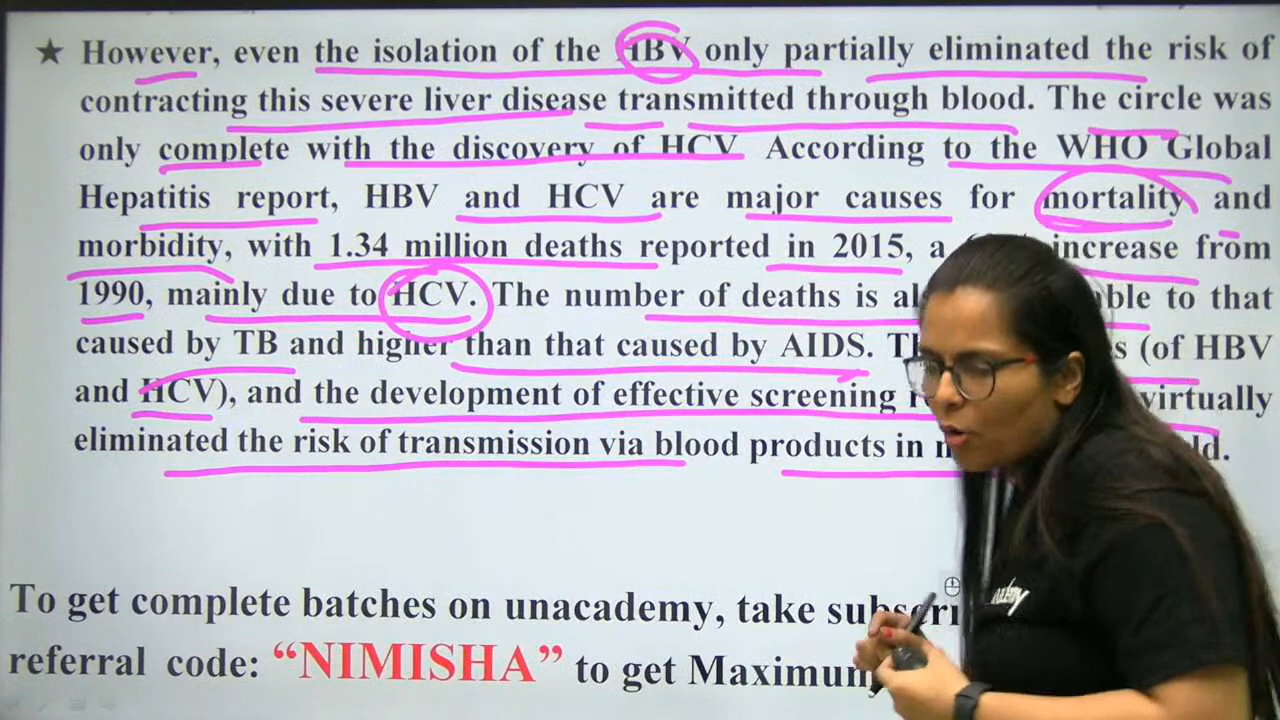 ★ However, even the isolation of the HBV only partially eliminated the risk of
contracting this severe liver disease transmitted through blood. The circle was
only complete with the discovery of HCV. According to the WHO Global
Hepatitis report, HBV and HCV are major causes for mortality and
morbidity, with 1.34 million deaths reported in 2015, a increase from
1990, mainly due to HCV. The number of deaths is to that
caused by TB and higher than that caused by AIDS. (of HBV
and HCV), and the development of effective screening virtually
eliminated the risk of transmission via blood products in
To get complete batches on unacademy, take
referral code: “NIMISHA” to get Maximum